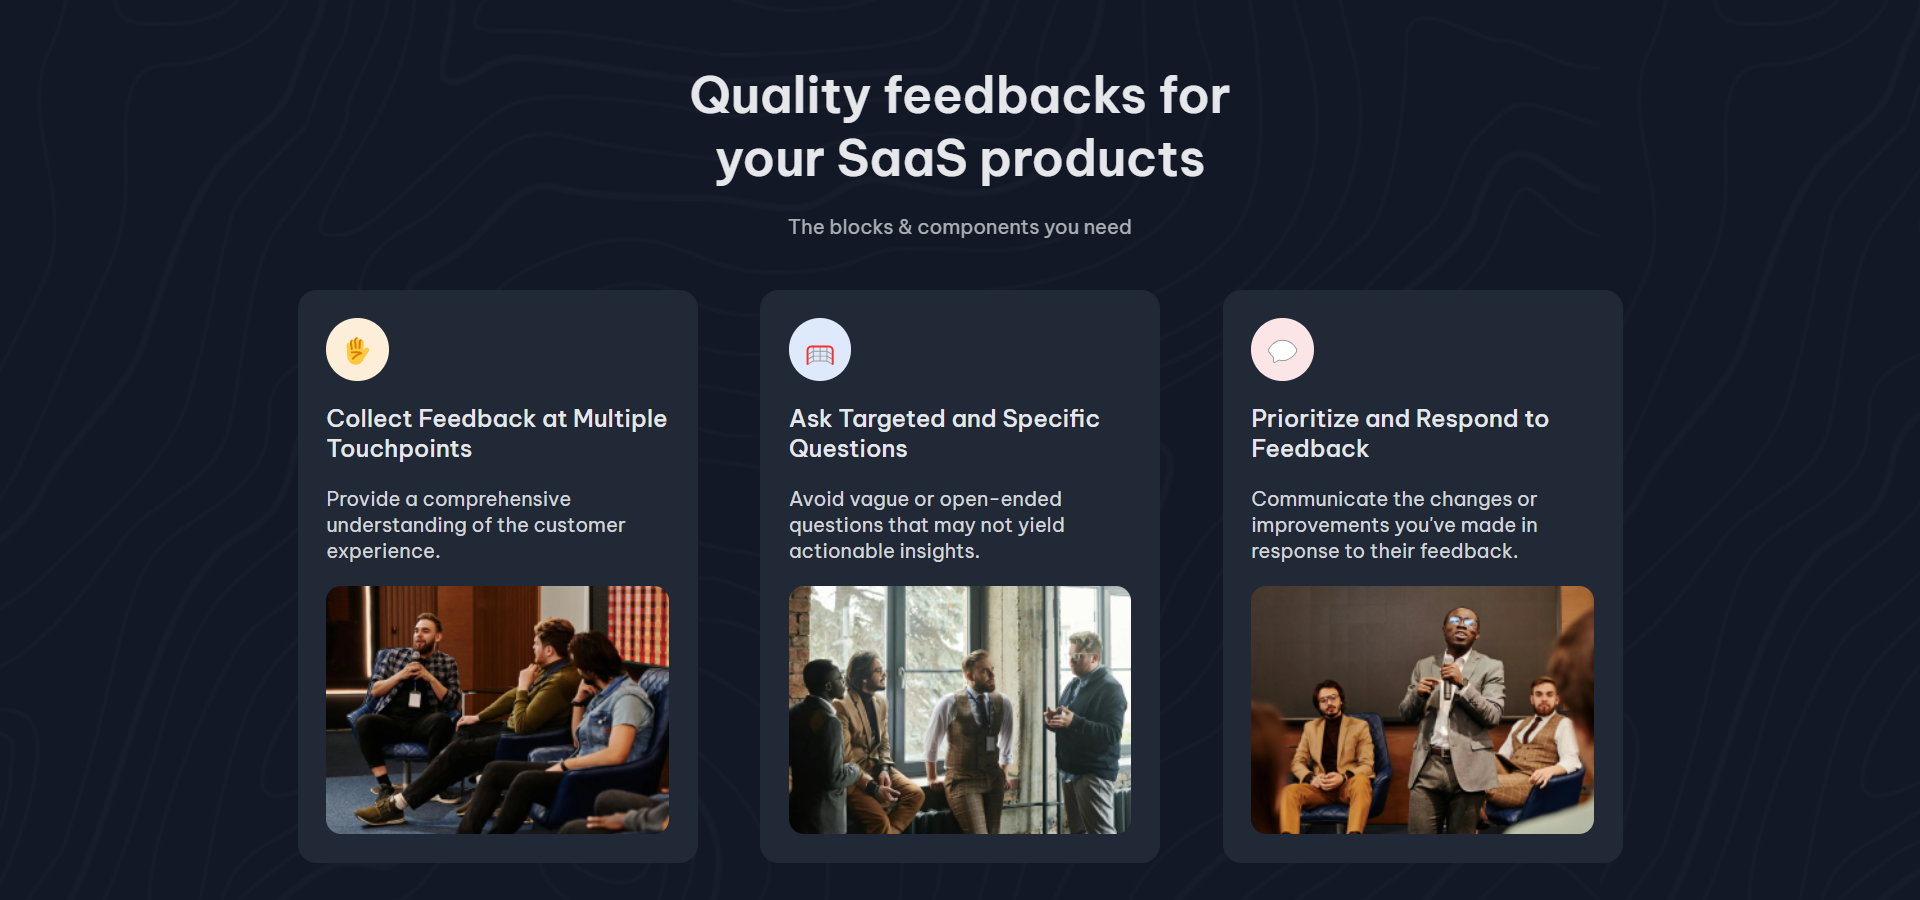 Quality feedbacks for
your SaaS products
The blocks & components you need
Collect Feedback at Multiple
Touchpoints
Provide a comprehensive
understanding of the customer
experience.
Ask Targeted and Specific
Questions
Avoid vague or open-ended
questions that may not yield
actionable insights.
Prioritize and Respond to
Feedback
Communicate the changes or
improvements you've made in
response to their feedback.